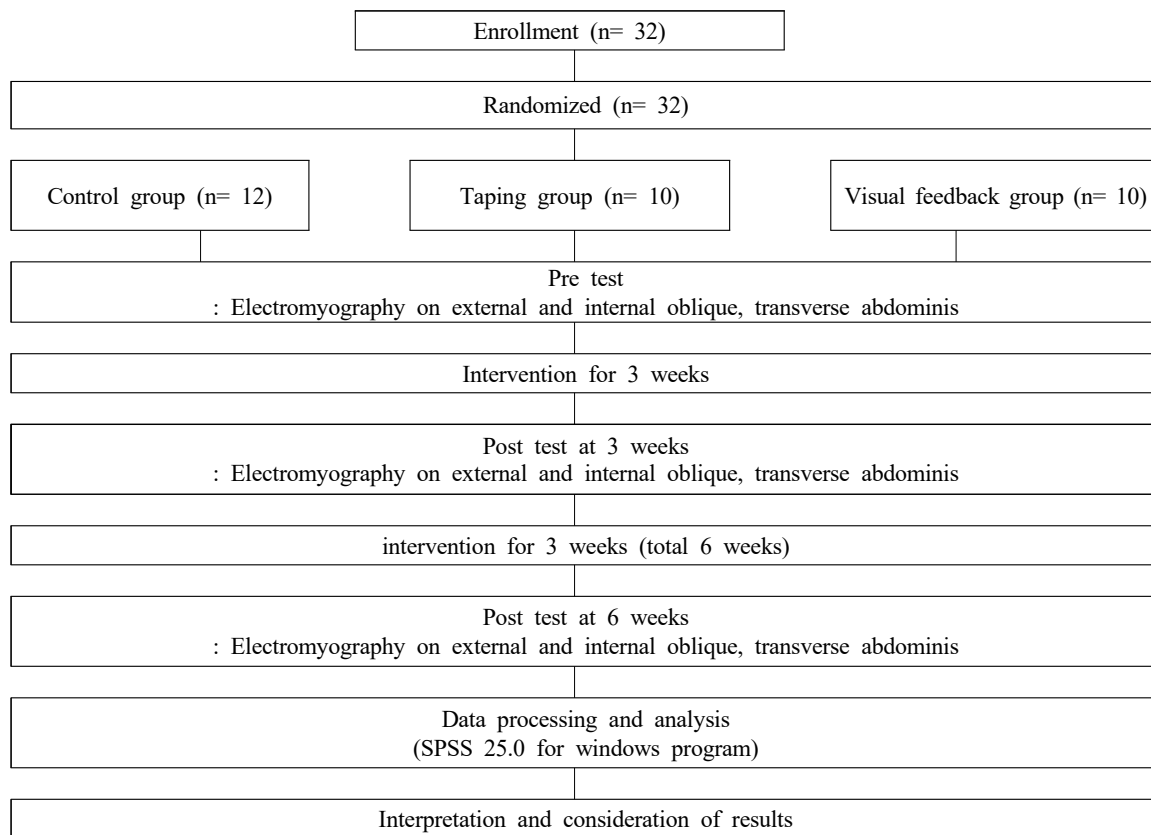 Enrollment (n= 32)
Randomized (n= 32)
Control group (n= 12)
Taping group (n= 10)
Visual feedback group (n= 10)
Pre test
: Electromyography on external and internal oblique, transverse abdominis
Intervention for 3 weeks
Post test at 3 weeks
: Electromyography on external and internal oblique, transverse abdominis
intervention for 3 weeks (total 6 weeks)
Post test at 6 weeks
: Electromyography on external and internal oblique, transverse abdominis
Data processing and analysis
(SPSS 25.0 for windows program)
Interpretation and consideration of results